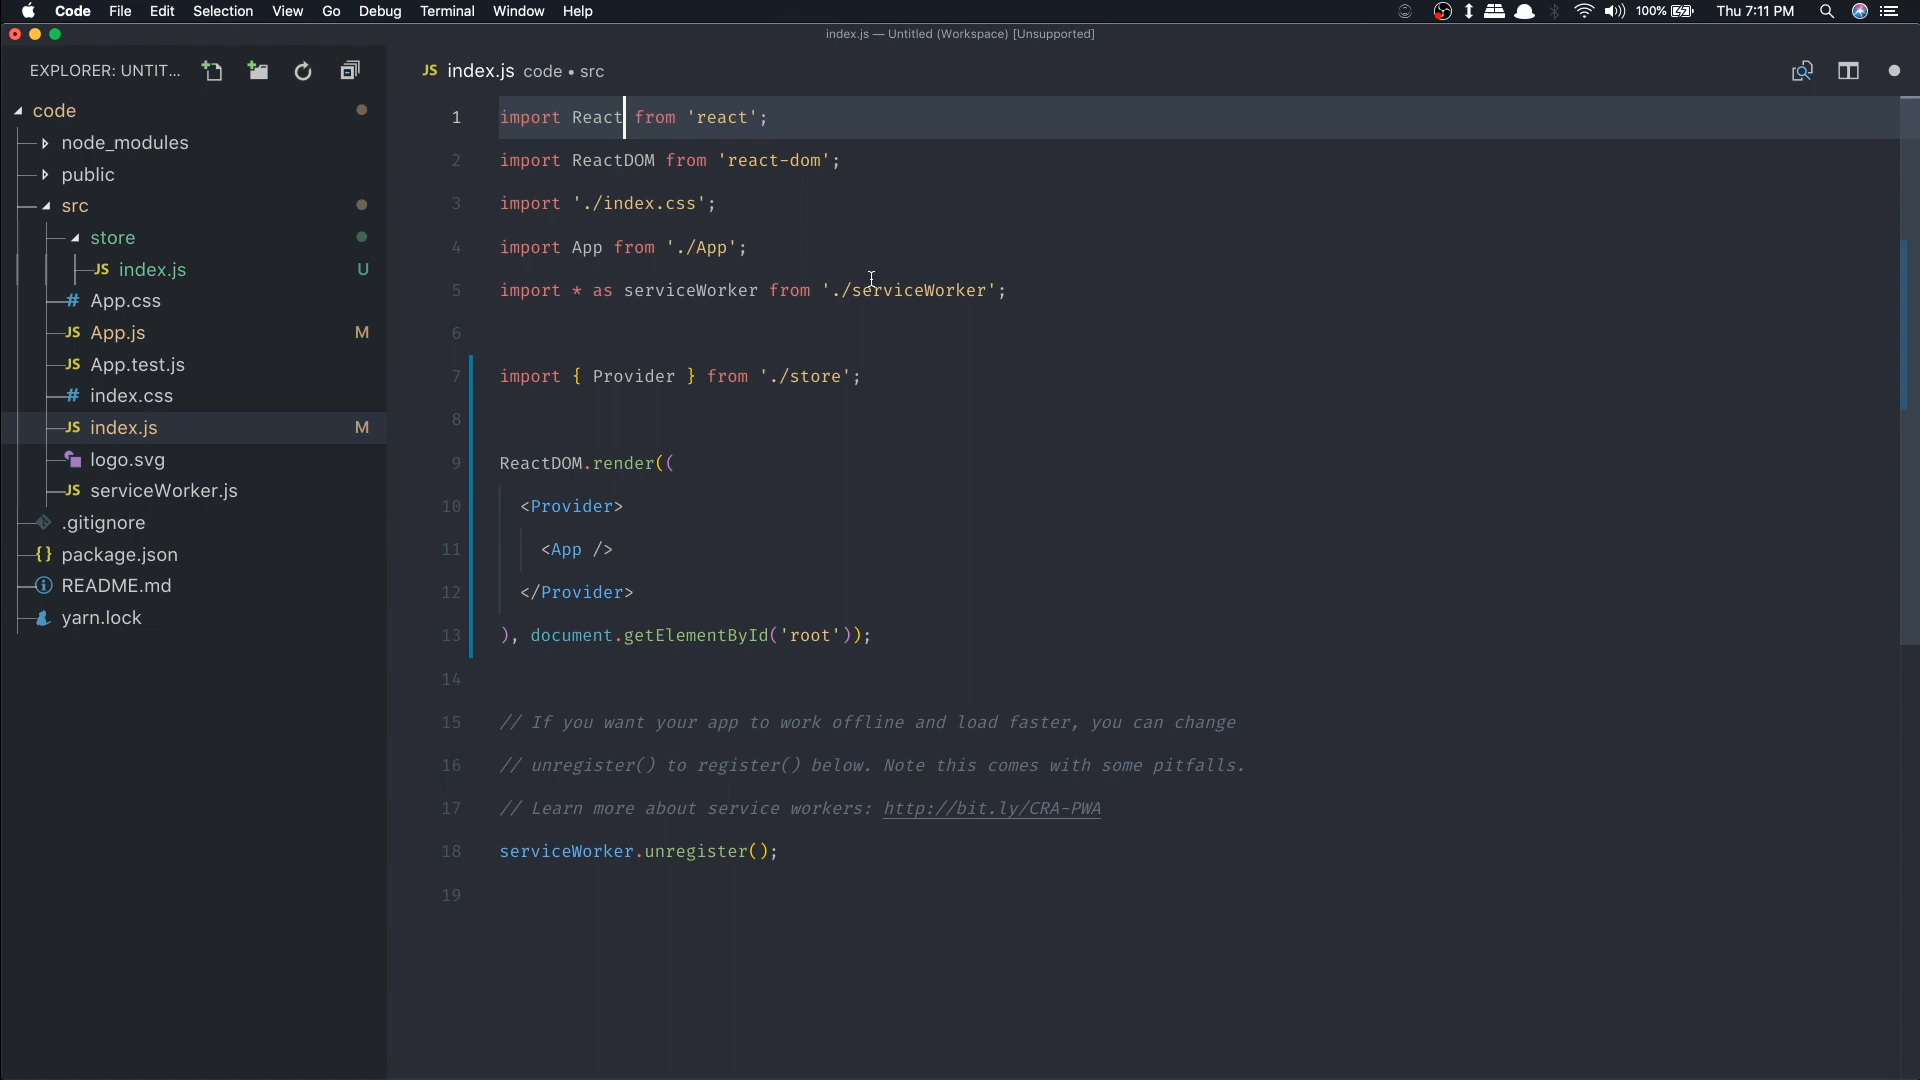 Code File Edit Selection View Go Debug Terminal Window Help 100% Thu 7:11 PM
index.js — Untitled (Workspace) [Unsupported]
EXPLORER: UNTIT...
JS index.js code • src
code
node_modules
public
src
store
JS index.js U
# App.css
JS App.js M
JS App.test.js
# index.css
JS index.js M
logo.svg
JS serviceWorker.js
.gitignore
{} package.json
README.md
yarn.lock
1 import React from 'react';
2 import ReactDOM from 'react-dom';
3 import './index.css';
4 import App from './App';
5 import * as serviceWorker from './serviceWorker';
6
7 import { Provider } from './store';
8
9 ReactDOM.render((
10 <Provider>
11 <App />
12 </Provider>
13 ), document.getElementById('root'));
14
15 // If you want your app to work offline and load faster, you can change
16 // unregister() to register() below. Note this comes with some pitfalls.
17 // Learn more about service workers: http://bit.ly/CRA-PWA
18 serviceWorker.unregister();
19